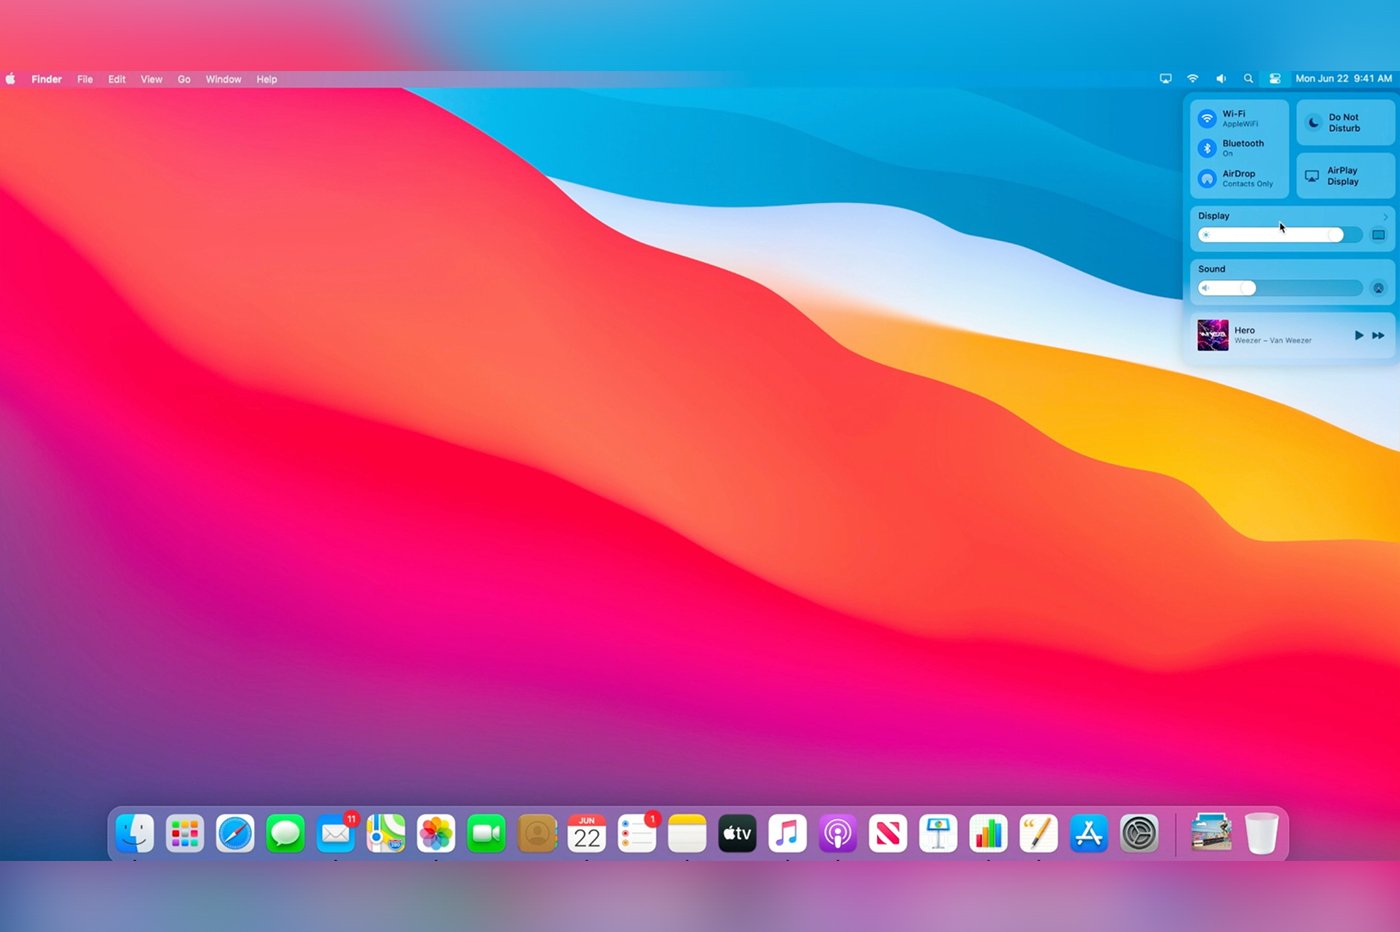 Finder File Edit View Go Window Help Mon Jun 22 9:41 AM
Wi-Fi
AppleWiFi
Bluetooth
On
AirDrop
Contacts Only
Do Not
Disturb
AirPlay
Display
Display
Sound
Hero
Weezer – Van Weezer
11
JUN
22
1
tv